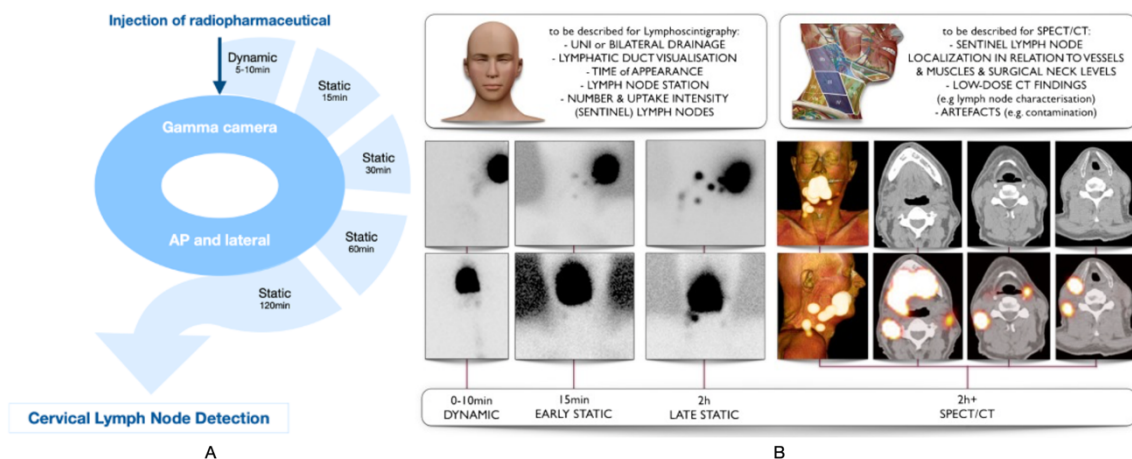 Injection of radiopharmaceutical
Dynamic
5-10min
Static
15min
Gamma camera
Static
30min
AP and lateral
Static
60min
Static
120min
Cervical Lymph Node Detection
A
to be described for Lymphoscintigraphy:
- UNI or BILATERAL DRAINAGE
- LYMPHATIC DUCT VISUALISATION
- TIME of APPEARANCE
- LYMPH NODE STATION
- NUMBER & UPTAKE INTENSITY
(SENTINEL) LYMPH NODES
to be described for SPECT/CT:
- SENTINEL LYMPH NODE
LOCALIZATION IN RELATION TO VESSELS
& MUSCLES & SURGICAL NECK LEVELS
- LOW-DOSE CT FINDINGS
(e.g lymph node characterisation)
- ARTEFACTS (e.g. contamination)
0-10min
DYNAMIC
15min
EARLY STATIC
2h
LATE STATIC
2h+
SPECT/CT
B